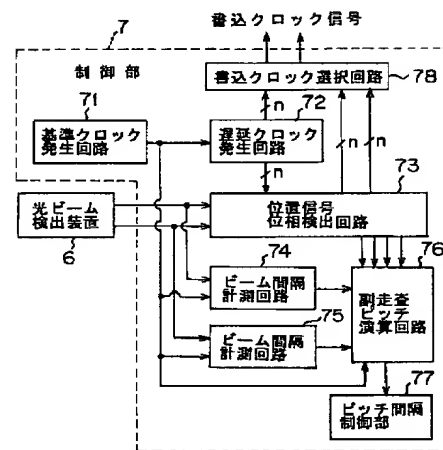 書込クロック信号
7
制御部
書込クロック選択回路
78
71
基準クロック
発生回路
72
遅延クロック
発生回路
n
n
n
n
73
位置信号
位相検出回路
光ビーム
検出装置
6
74
ビーム間隔
計測回路
75
ビーム間隔
計測回路
76
副走査
ピッチ
演算回路
77
ピッチ間隔
制御部